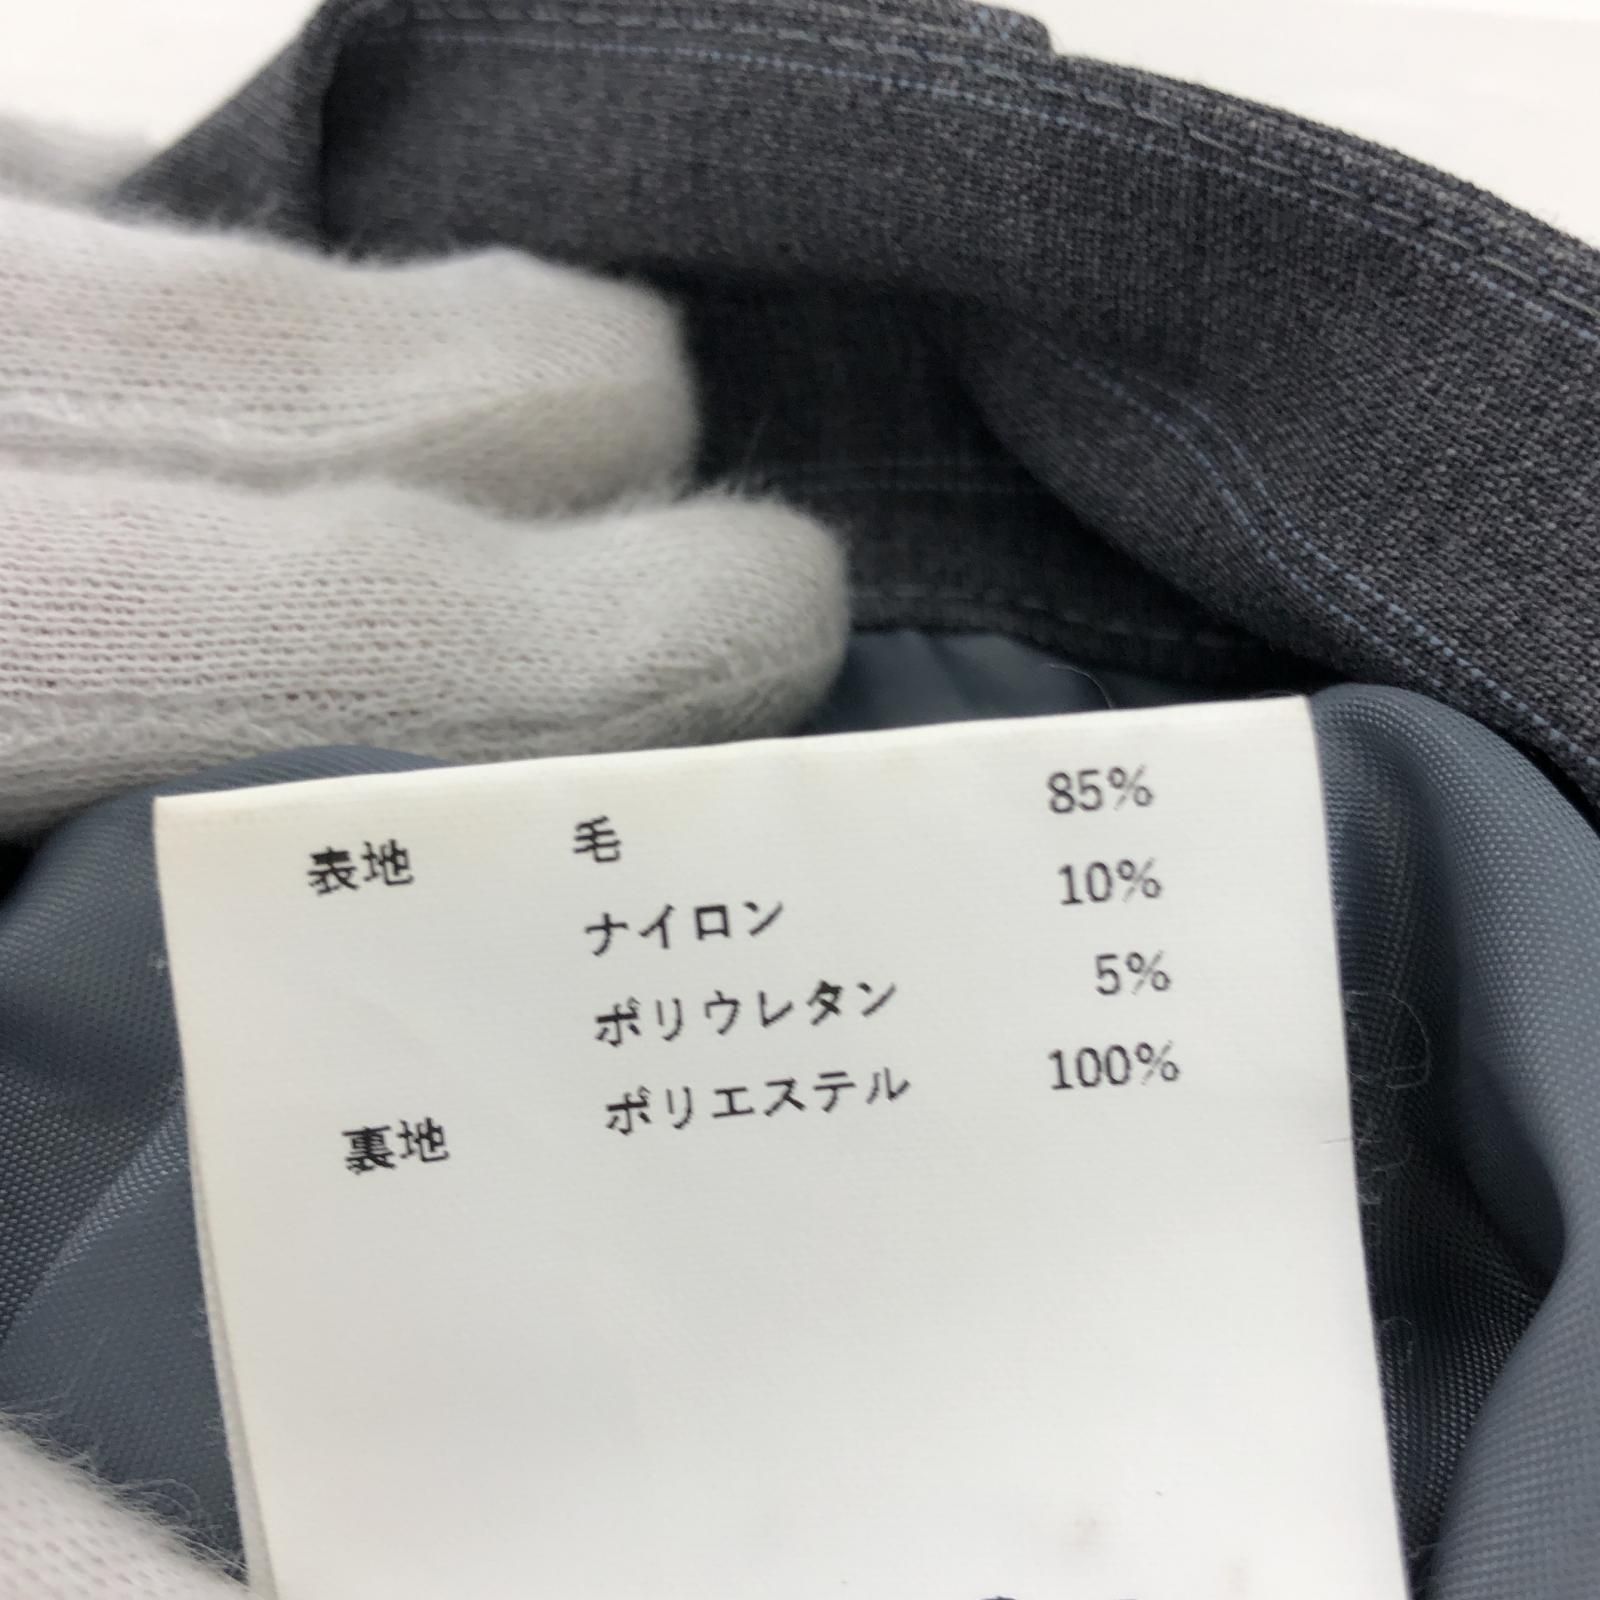 表地 毛 85%
ナイロン 10%
ポリウレタン 5%
裏地 ポリエステル 100%